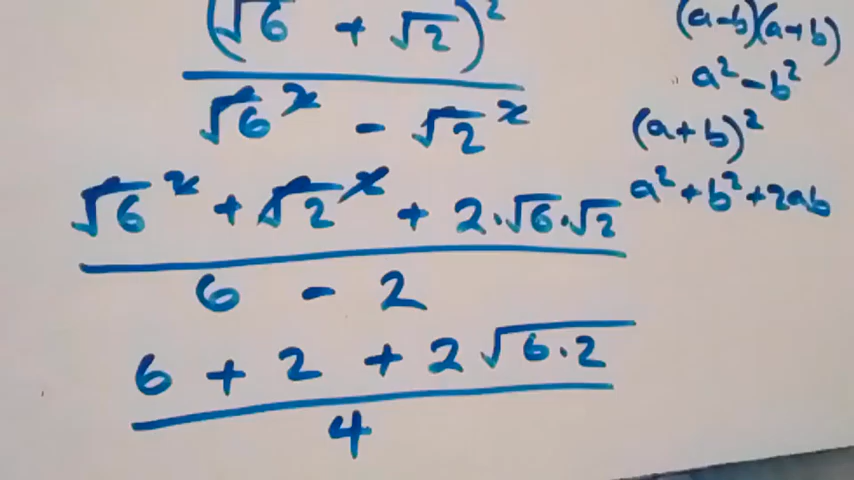 (√6 + √2)²
√6² - √2²
√6² + √2² + 2·√6·√2
6 - 2
6 + 2 + 2√6·2
4
(a-b)(a+b)
a² - b²
(a+b)²
a² + b² + 2ab